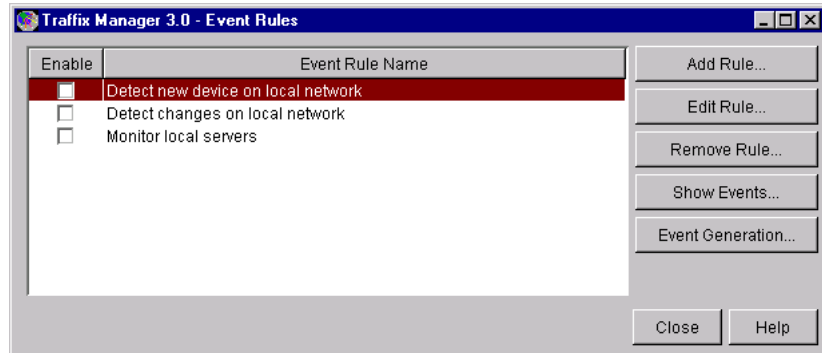 Traffix Manager 3.0 - Event Rules
Enable Event Rule Name
Detect new device on local network
Detect changes on local network
Monitor local servers
Add Rule...
Edit Rule...
Remove Rule...
Show Events...
Event Generation...
Close Help